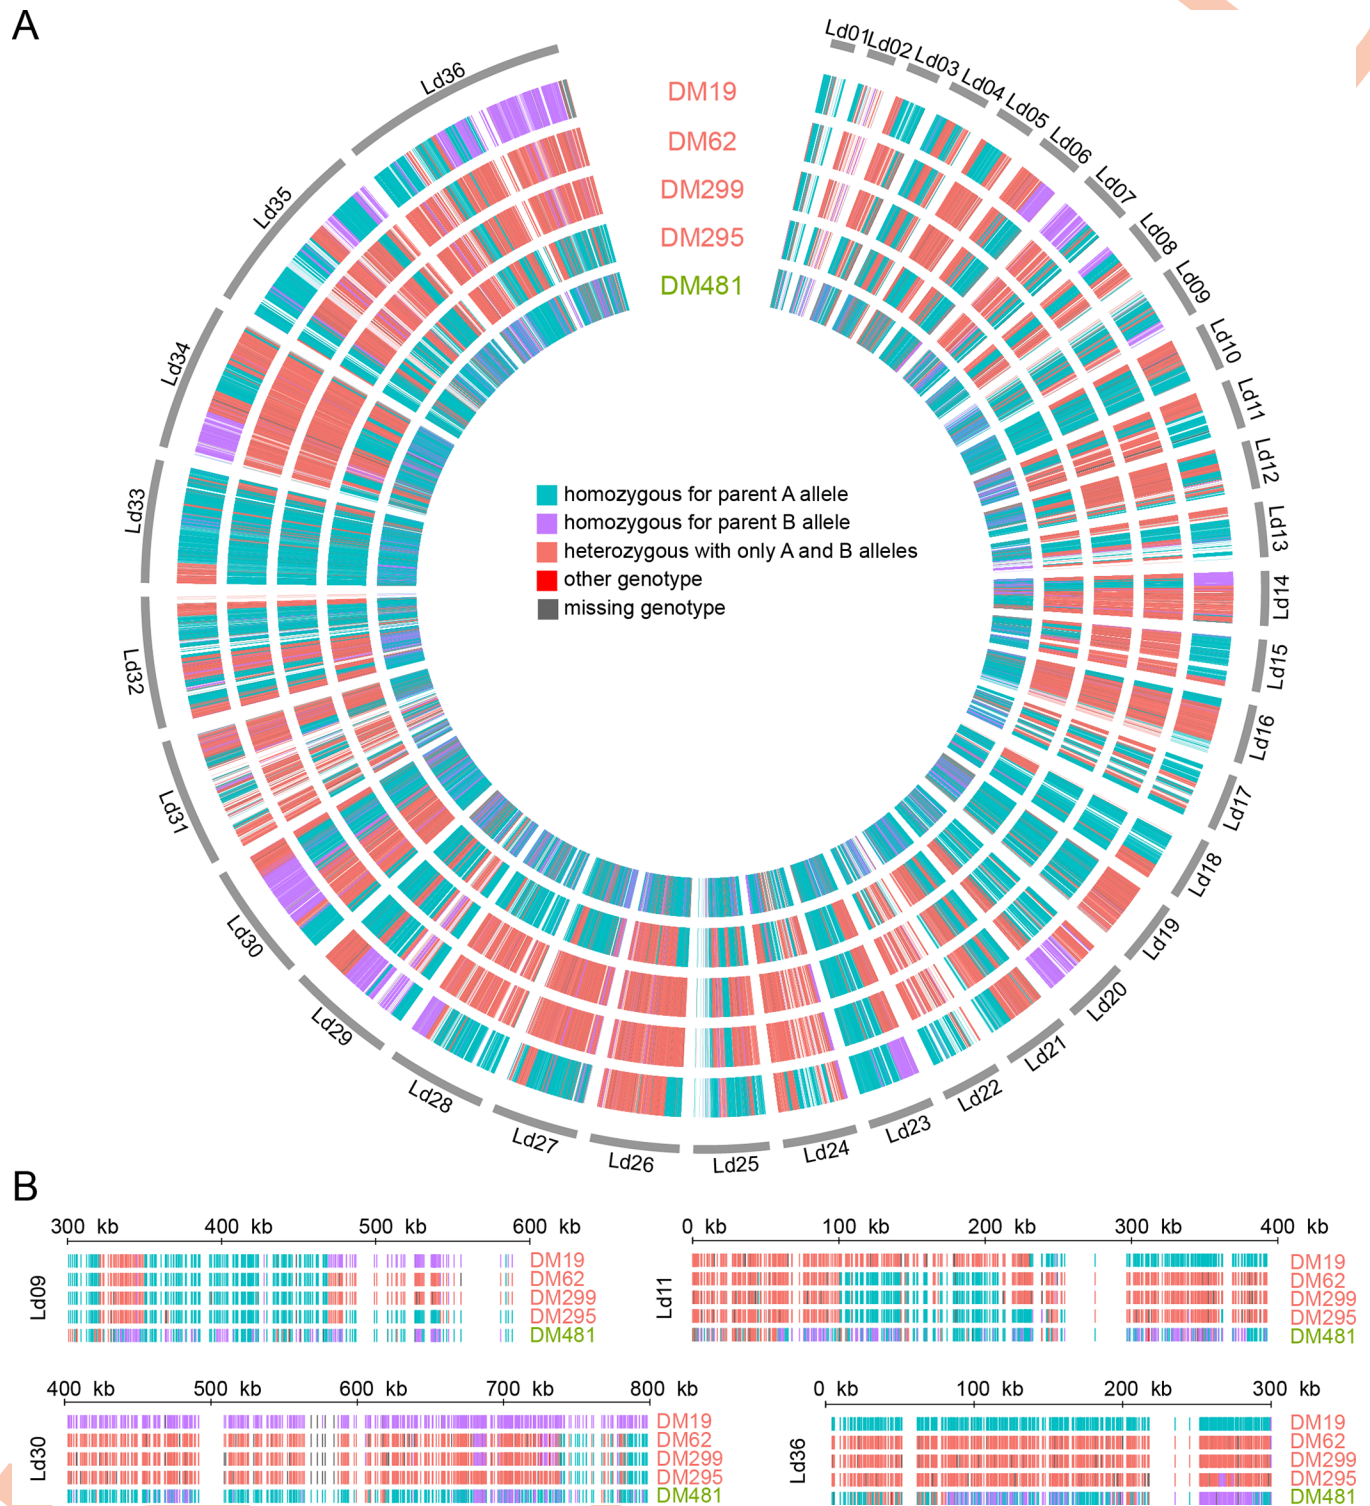 A
Ld01
Ld02
Ld03
Ld04
Ld05
Ld06
Ld07
Ld08
Ld09
Ld10
Ld11
Ld12
Ld13
Ld14
Ld15
Ld16
Ld17
Ld18
Ld19
Ld20
Ld21
Ld22
Ld23
Ld24
Ld25
Ld26
Ld27
Ld28
Ld29
Ld30
Ld31
Ld32
Ld33
Ld34
Ld35
Ld36
DM19
DM62
DM299
DM295
DM481
homozygous for parent A allele
homozygous for parent B allele
heterozygous with only A and B alleles
other genotype
missing genotype
B
300 kb 400 kb 500 kb 600 kb
Ld09
DM19
DM62
DM299
DM295
DM481
0 kb 100 kb 200 kb 300 kb 400 kb
Ld11
DM19
DM62
DM299
DM295
DM481
400 kb 500 kb 600 kb 700 kb 800 kb
Ld30
DM19
DM62
DM299
DM295
DM481
0 kb 100 kb 200 kb 300 kb
Ld36
DM19
DM62
DM299
DM295
DM481